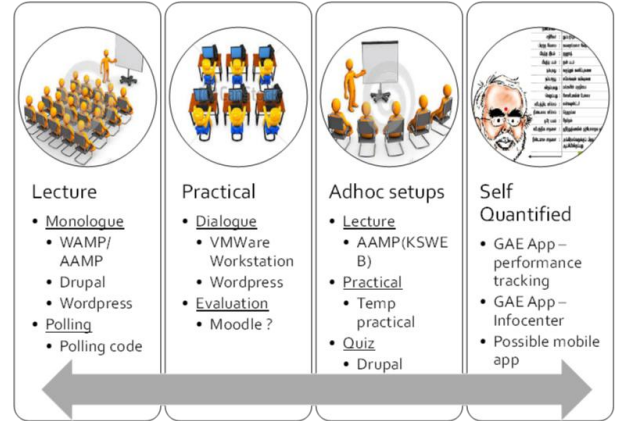 Lecture
• Monologue
• WAMP/
AAMP
• Drupal
• Wordpress
• Polling
• Polling code
Practical
• Dialogue
• VMWare
Workstation
• Wordpress
• Evaluation
• Moodle ?
Adhoc setups
• Lecture
• AAMP(KSWE
B)
• Practical
• Temp
practical
• Quiz
• Drupal
Self
Quantified
• GAE App –
performance
tracking
• GAE App –
Infocenter
• Possible mobile
app